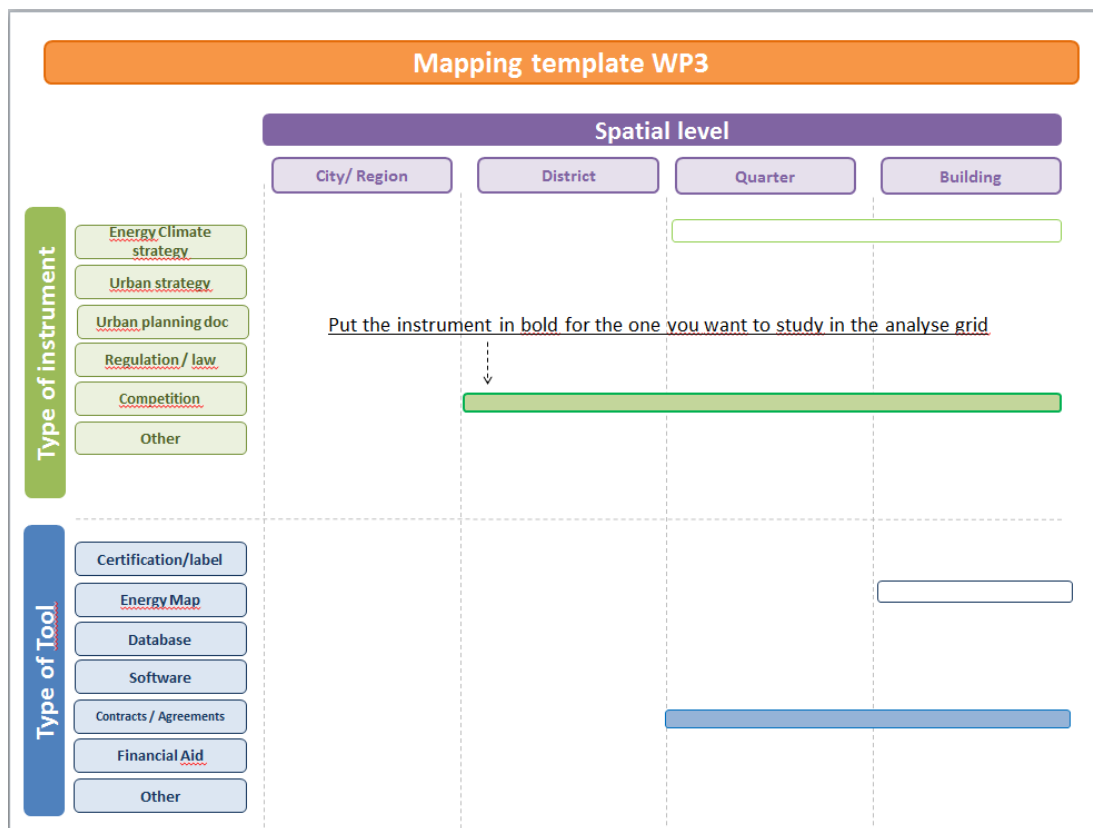 Mapping template WP3
Spatial level
City/ Region
District
Quarter
Building
Type of instrument
Energy Climate
strategy
Urban strategy
Urban planning doc
Put the instrument in bold for the one you want to study in the analyse grid
Regulation / law
Competition
Other
Type of Tool
Certification/label
Energy Map
Database
Software
Contracts / Agreements
Financial Aid
Other